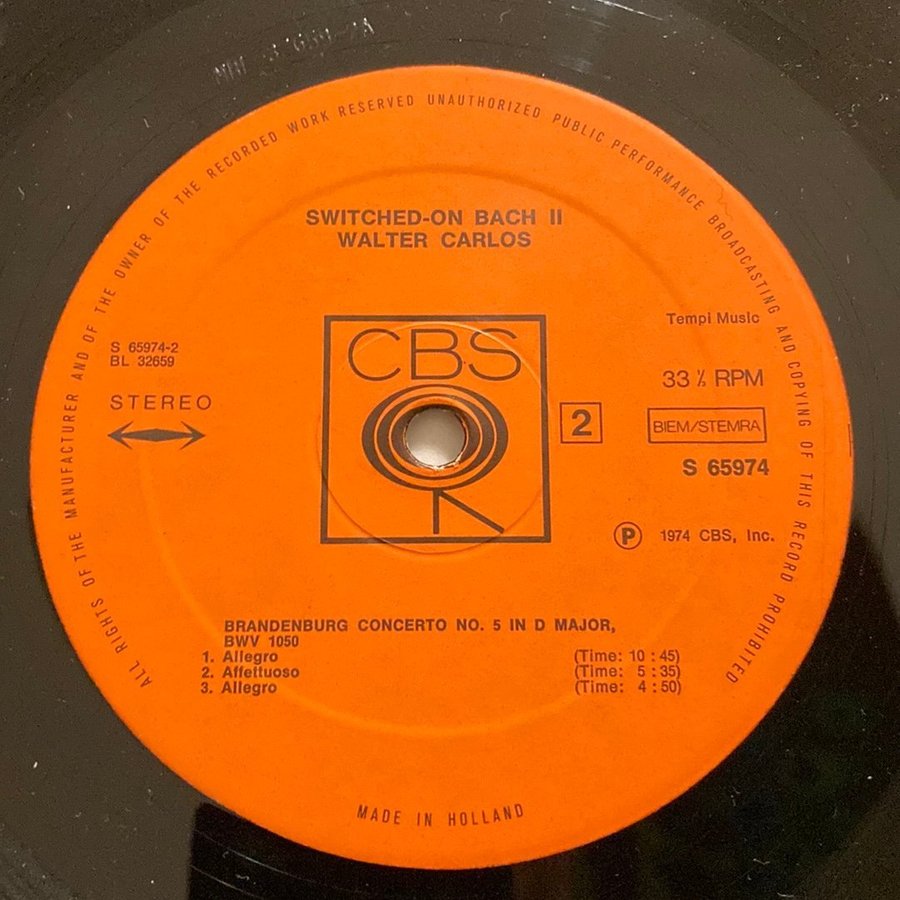 ALL RIGHTS OF THE MANUFACTURER AND OF THE OWNER OF THE RECORDED WORK RESERVED UNAUTHORIZED PUBLIC PERFORMANCE BROADCASTING AND COPYING OF THIS RECORD PROHIBITED
SWITCHED-ON BACH II
WALTER CARLOS
Tempi Music
S 65974-2
BL 32659
CBS
33 ⅓ RPM
STEREO
2
BIEM/STEMRA
S 65974
P 1974 CBS, Inc.
BRANDENBURG CONCERTO NO. 5 IN D MAJOR,
BWV 1050
1. Allegro (Time: 10 : 45)
2. Affettuoso (Time: 5 : 35)
3. Allegro (Time: 4 : 50)
MADE IN HOLLAND